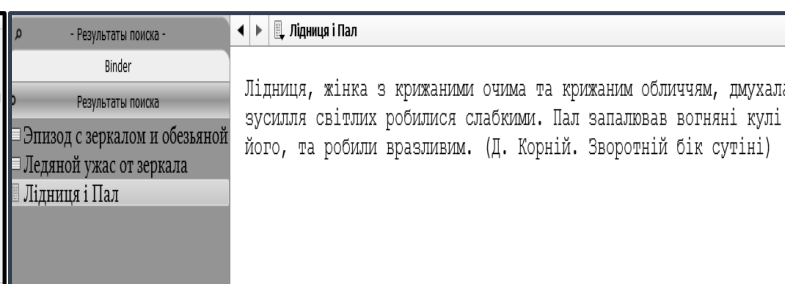 - Результаты поиска -
Binder
Результаты поиска
Эпизод с зеркалом и обезьяной
Ледяной ужас от зеркала
Лідниця і Пал
Лідниця і Пал
Лідниця, жінка з крижаними очима та крижаним обличчям, дмухала
зусилля світлих робилися слабкими. Пал запалював вогняні кулі
його, та робили вразливим. (Д. Корній. Зворотній бік сутіні)